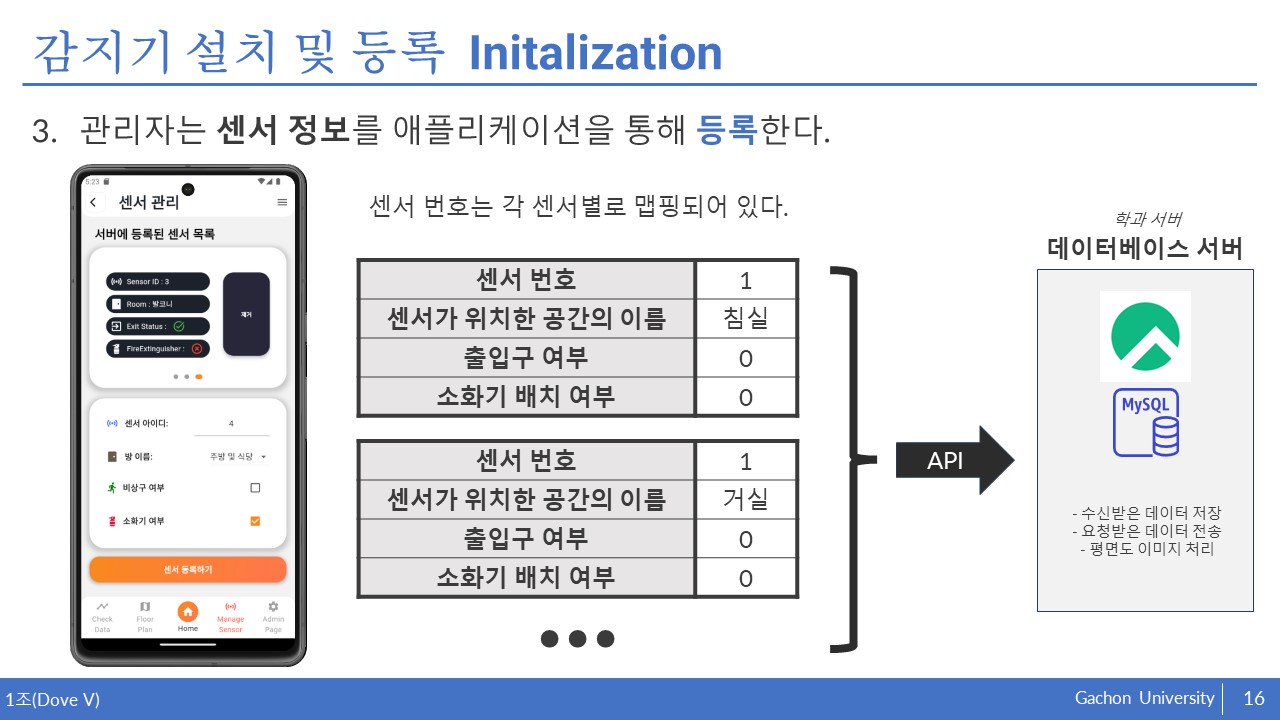 감지기 설치 및 등록 Initalization
3. 관리자는 센서 정보를 애플리케이션을 통해 등록한다.
5:23
센서 관리
서버에 등록된 센서 목록
Sensor ID : 3
Room : 발코니
Exit Status :
FireExtinguisher :
제거
센서 아이디: 4
방 이름: 주방 및 식당
비상구 여부
소화기 여부
센서 등록하기
Check Data
Floor Plan
Home
Manage Sensor
Admin Page
센서 번호는 각 센서별로 맵핑되어 있다.
센서 번호 1
센서가 위치한 공간의 이름 침실
출입구 여부 0
소화기 배치 여부 0
센서 번호 1
센서가 위치한 공간의 이름 거실
출입구 여부 0
소화기 배치 여부 0
●●●
API
학과 서버
데이터베이스 서버
MySQL
- 수신받은 데이터 저장
- 요청받은 데이터 전송
- 평면도 이미지 처리
1조(Dove V)
Gachon University 16